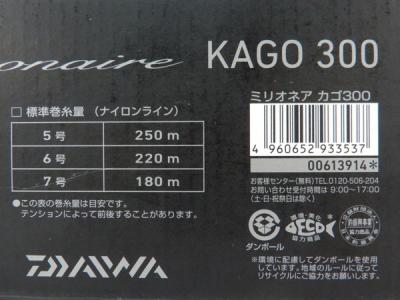 onaire KAGO 300
□ 標準巻糸量 (ナイロンライン)
5号 250 m
6号 220 m
7号 180 m
●この表の巻糸量は目安です。
テンションによって前後することがあります。
DAIWA
ミリオネア カゴ300
4 960652 933537
00613914*
お客様センター(無料)TEL.0120-506-204
お問い合わせ受付時間は 9:00~17:00
(土・日・祝祭日は除く)
ダンボール
協力商品
※環境に配慮してダンボールを使用
しています。地域のルールに従って
リサイクルにご協力をお願いします。